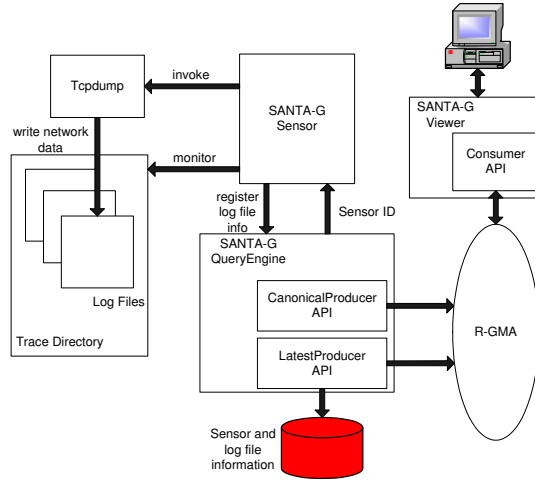 Tcpdump
invoke
SANTA-G
Sensor
SANTA-G
Viewer
Consumer
API
write network
data
monitor
register
log file
info
Sensor ID
Log Files
Trace Directory
SANTA-G
QueryEngine
CanonicalProducer
API
LatestProducer
API
R-GMA
Sensor and
log file
information